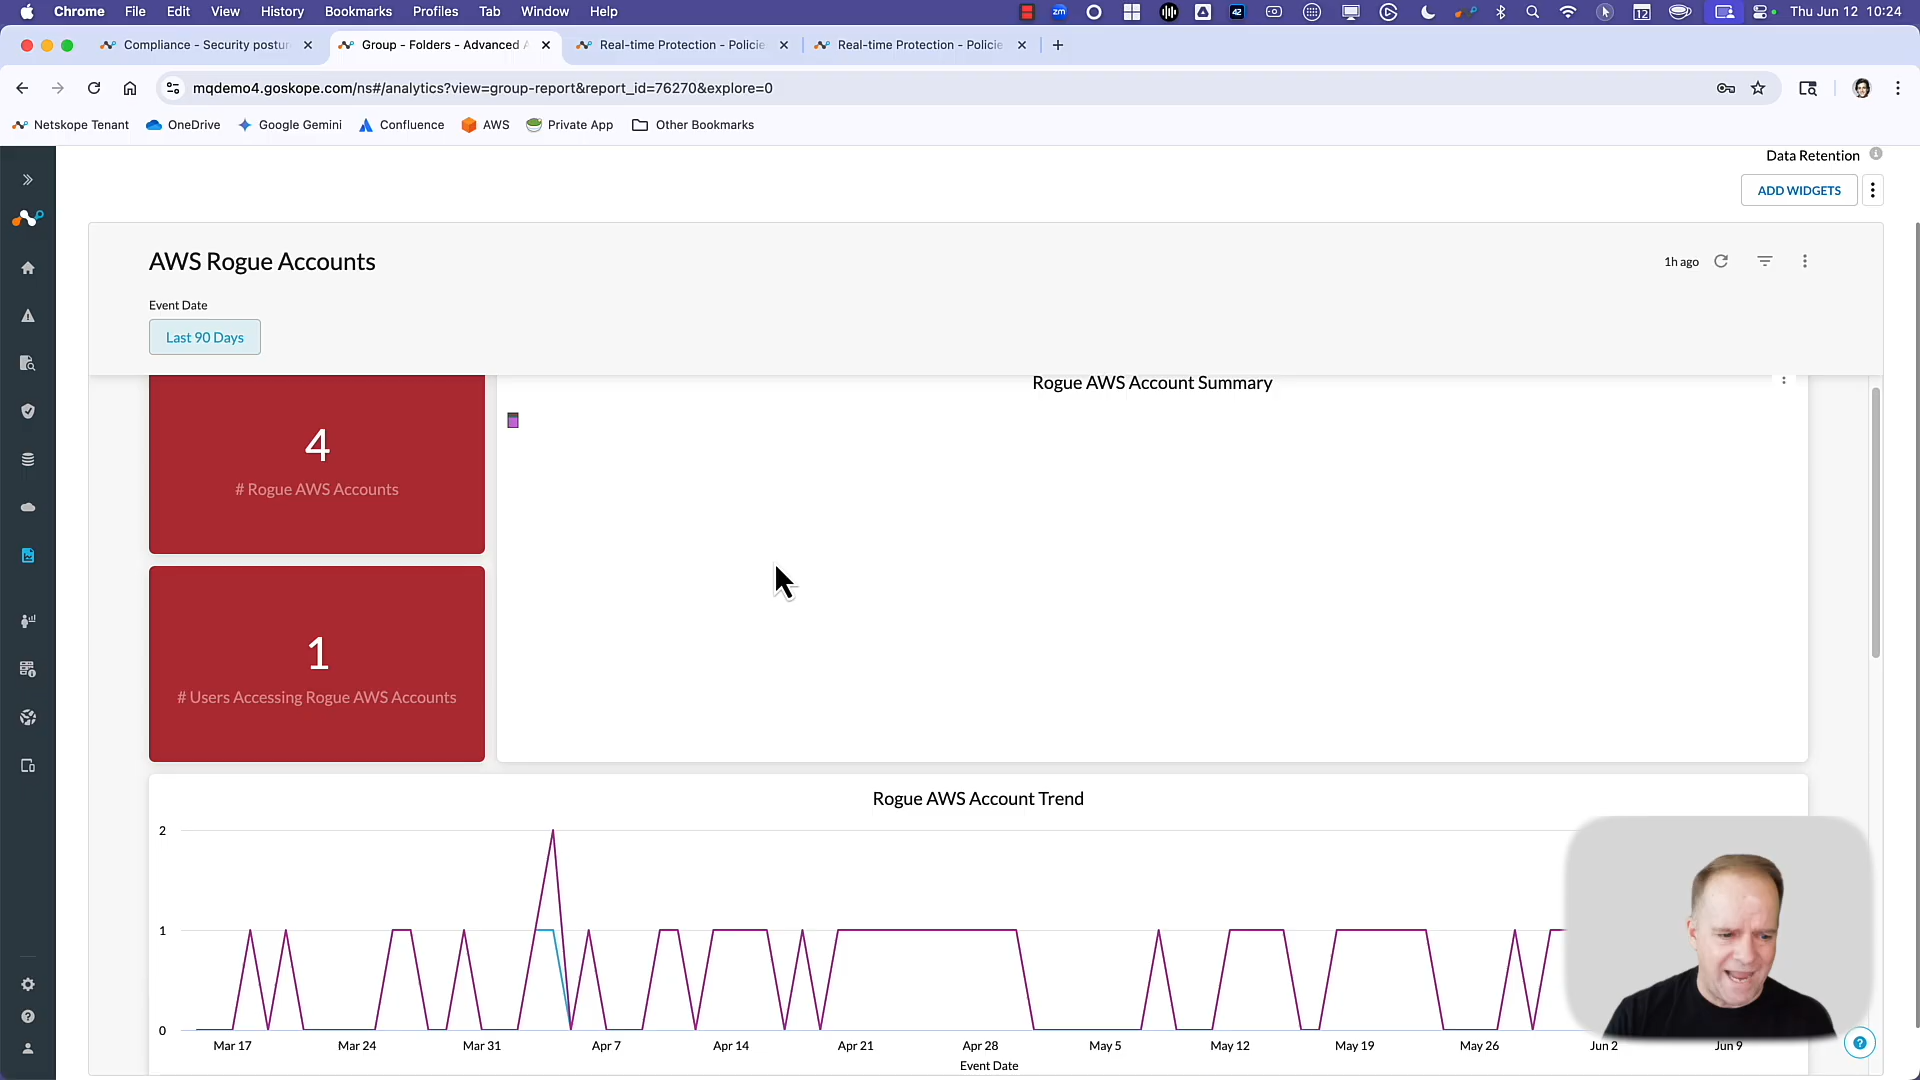 Chrome File Edit View History Bookmarks Profiles Tab Window Help
zm 42 12 Thu Jun 12 10:24
Compliance - Security postur
Group - Folders - Advanced A
Real-time Protection - Policie
Real-time Protection - Policie
mqdemo4.goskope.com/ns#/analytics?view=group-report&report_id=76270&explore=0
Netskope Tenant OneDrive Google Gemini Confluence AWS Private App Other Bookmarks
Data Retention
ADD WIDGETS
AWS Rogue Accounts
1h ago
Event Date
Last 90 Days
Rogue AWS Account Summary
4
# Rogue AWS Accounts
1
# Users Accessing Rogue AWS Accounts
Rogue AWS Account Trend
2
1
0
Mar 17 Mar 24 Mar 31 Apr 7 Apr 14 Apr 21 Apr 28 May 5 May 12 May 19 May 26 Jun 2 Jun 9
Event Date